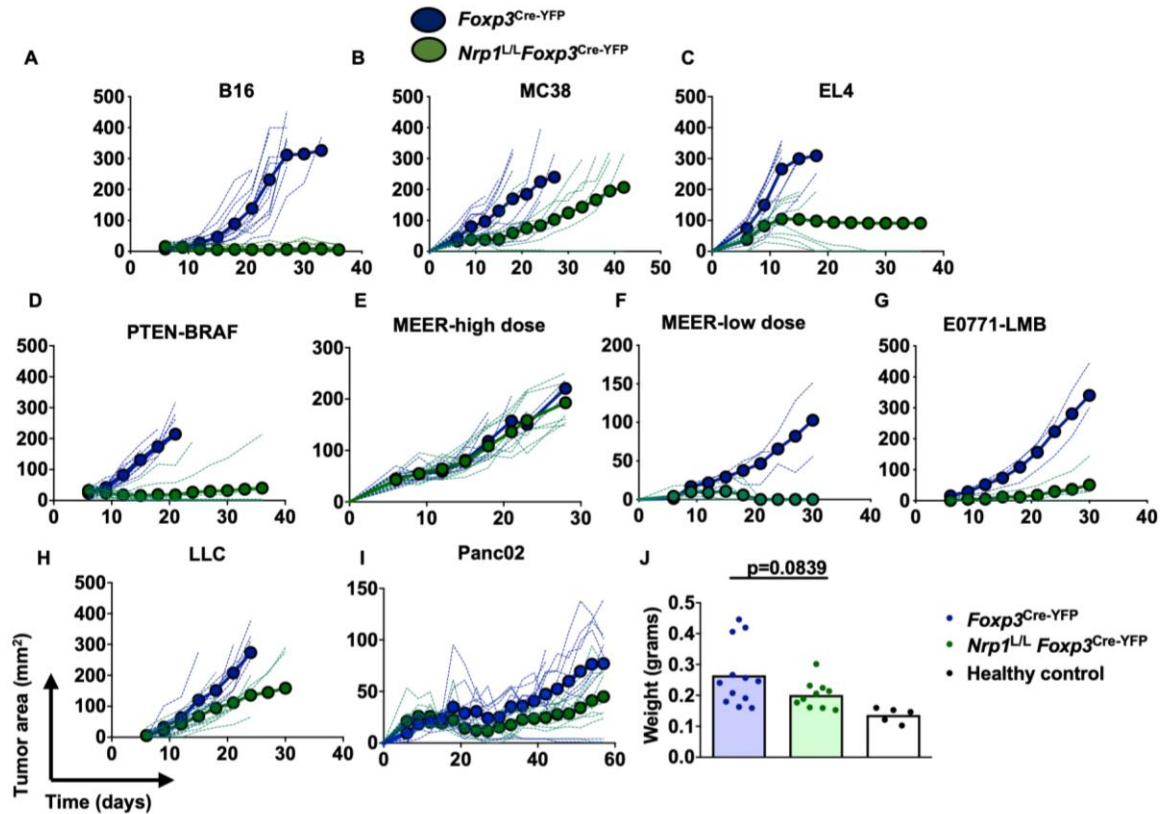 Foxp3Cre-YFP
Nrp1L/LFoxp3Cre-YFP
A
B16
500
400
300
200
100
0
0 10 20 30 40
B
MC38
500
400
300
200
100
0
0 10 20 30 40 50
C
EL4
500
400
300
200
100
0
0 10 20 30 40
D
PTEN-BRAF
500
400
300
200
100
0
0 10 20 30 40
E
MEER-high dose
300
200
100
0
0 10 20 30
F
MEER-low dose
200
150
100
50
0
0 10 20 30 40
G
E0771-LMB
500
400
300
200
100
0
0 10 20 30 40
H
LLC
500
400
300
200
100
0
0 10 20 30 40
Tumor area (mm2)
Time (days)
I
Panc02
150
100
50
0
0 20 40 60
J
p=0.0839
Weight (grams)
0.5
0.4
0.3
0.2
0.1
0.0
Foxp3Cre-YFP
Nrp1L/L Foxp3Cre-YFP
Healthy control